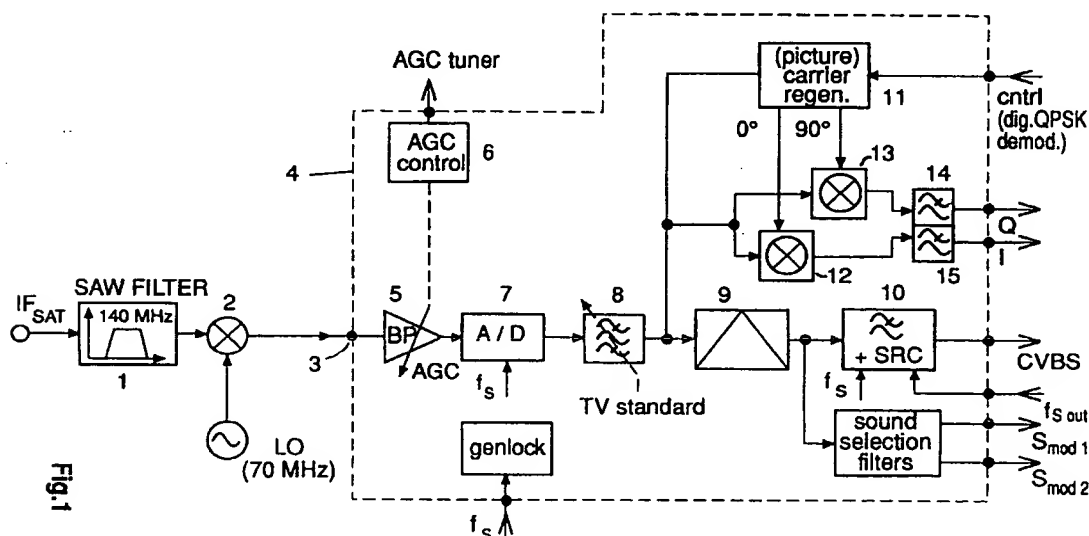 AGC tuner
AGC
control
6
4
(picture)
carrier
regen.
11
cntrl
(dig.QPSK
demod.)
0°
90°
13
14
Q
I
12
15
IF SAT
SAW FILTER
140 MHz
1
2
3
5
BP
AGC
7
A / D
fs
8
TV standard
9
10
+ SRC
fs
CVBS
fs out
LO
(70 MHz)
genlock
fs
sound
selection
filters
Smod 1
Smod 2
Fig.1